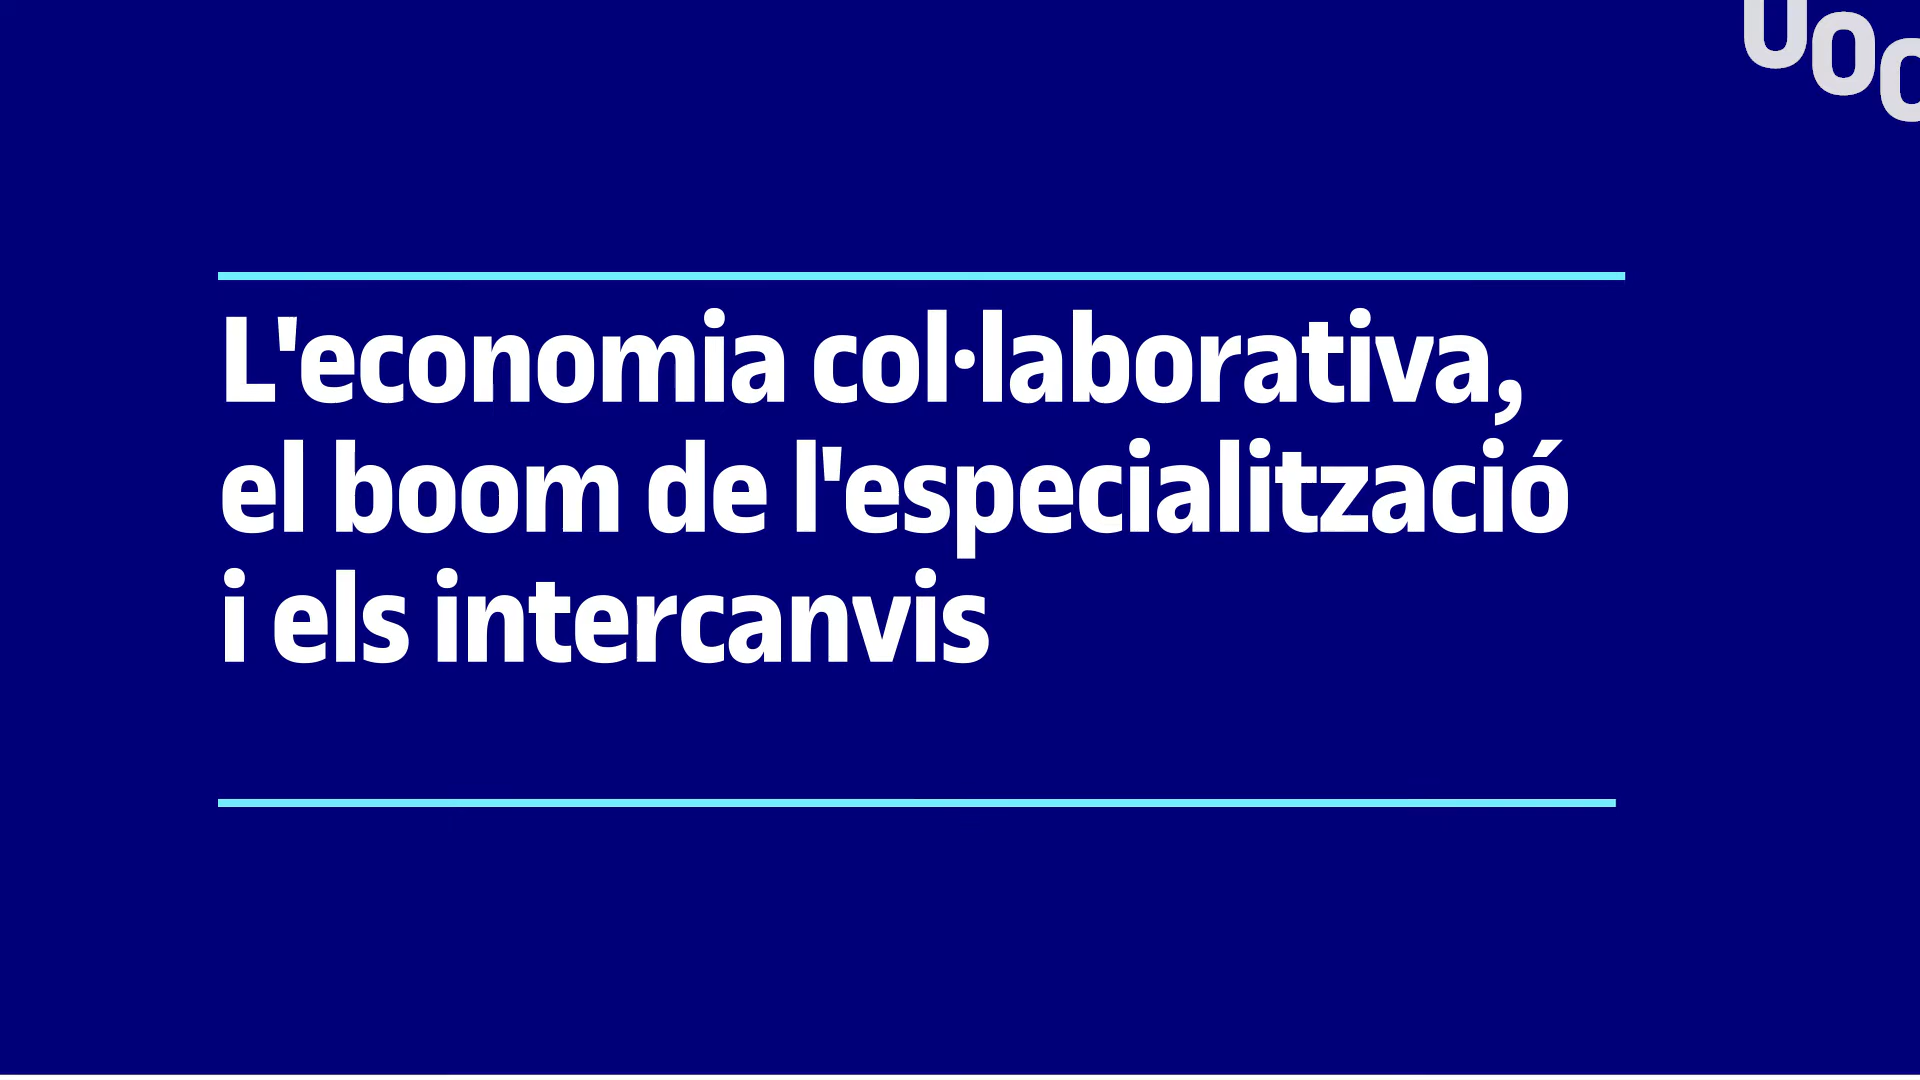 UOC
L'economia col·laborativa,
el boom de l'especialització
i els intercanvis